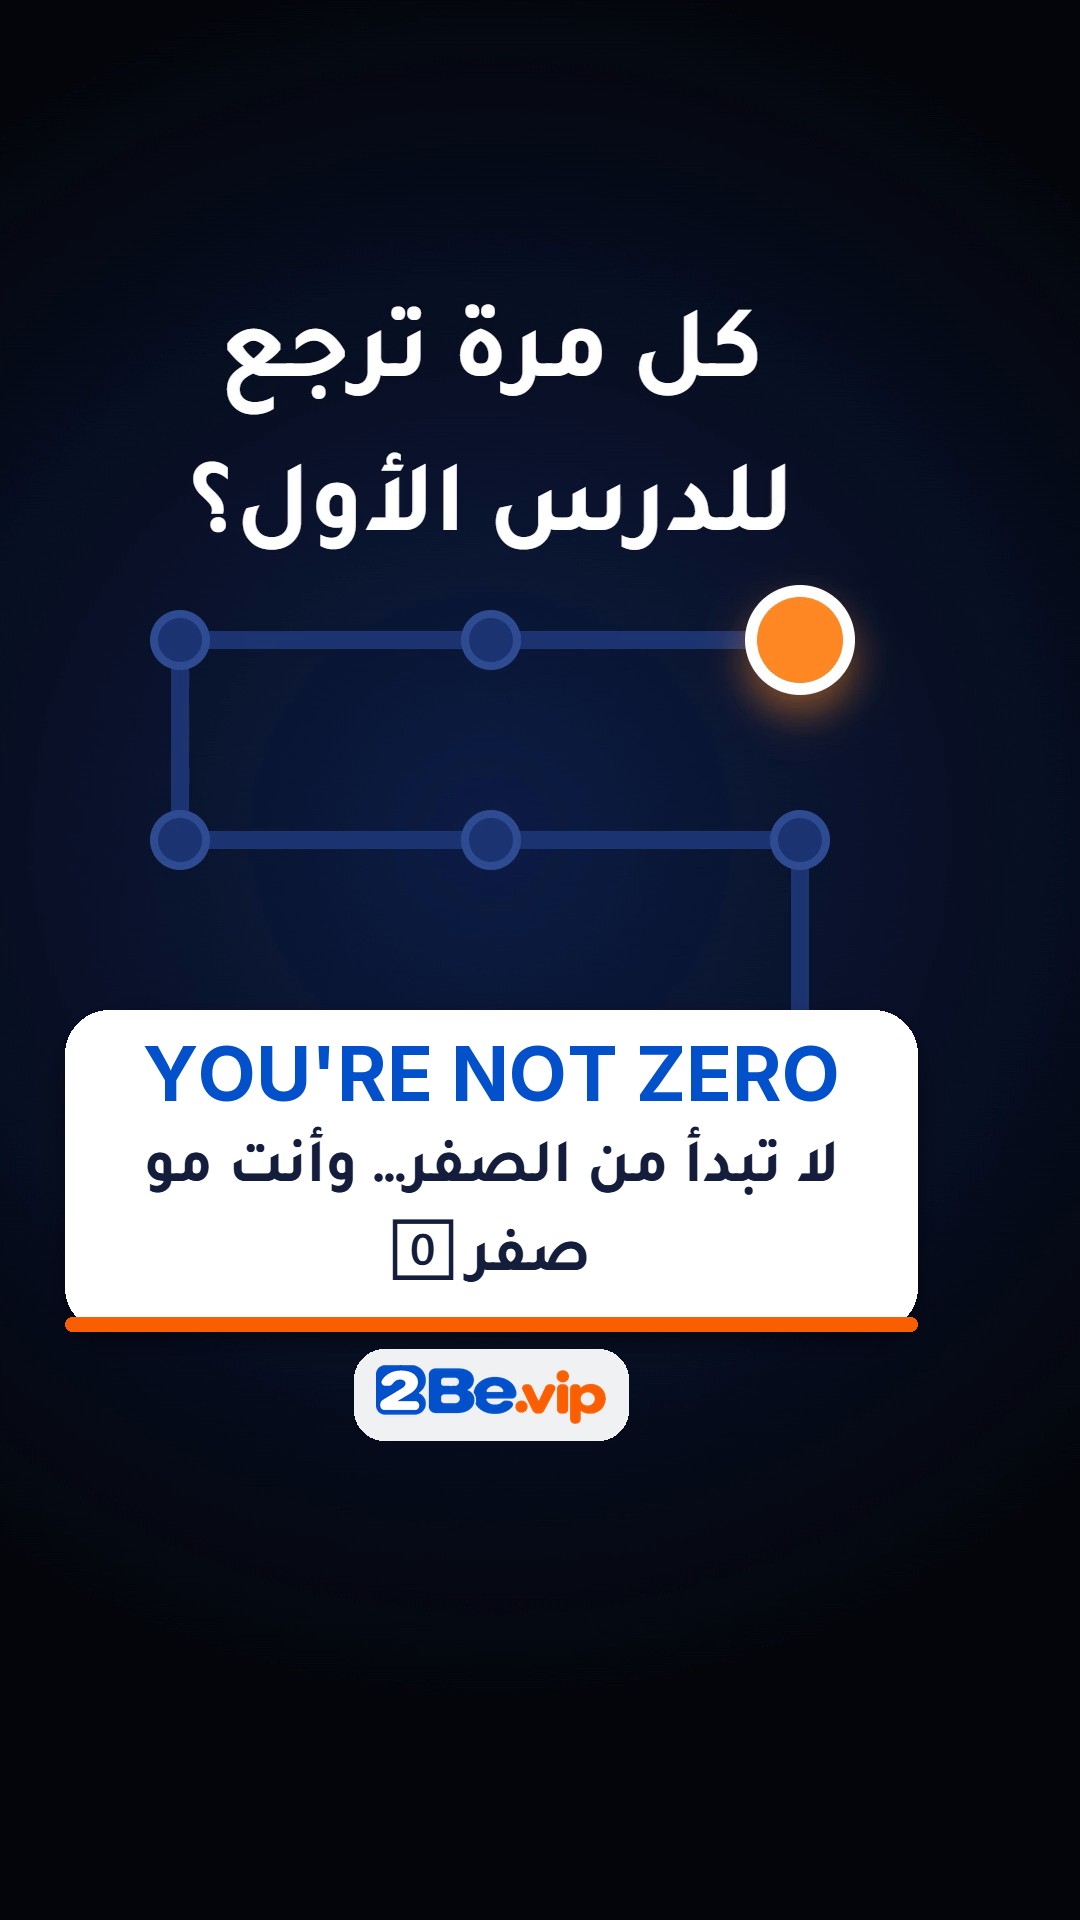 كل مرة ترجع
للدرس الأول؟
YOU'RE NOT ZERO
لا تبدأ من الصفر... وأنت مو
صفر 0
2Be.vip